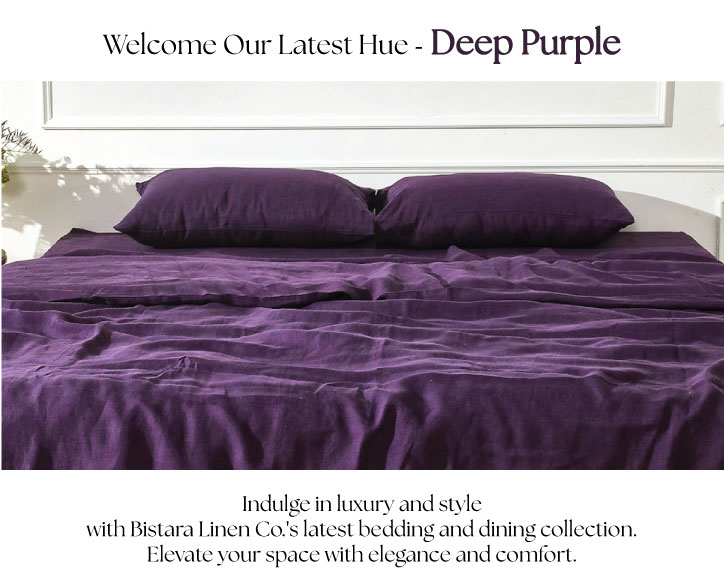 Welcome Our Latest Hue - Deep Purple
Indulge in luxury and style
with Bistara Linen Co.'s latest bedding and dining collection.
Elevate your space with elegance and comfort.